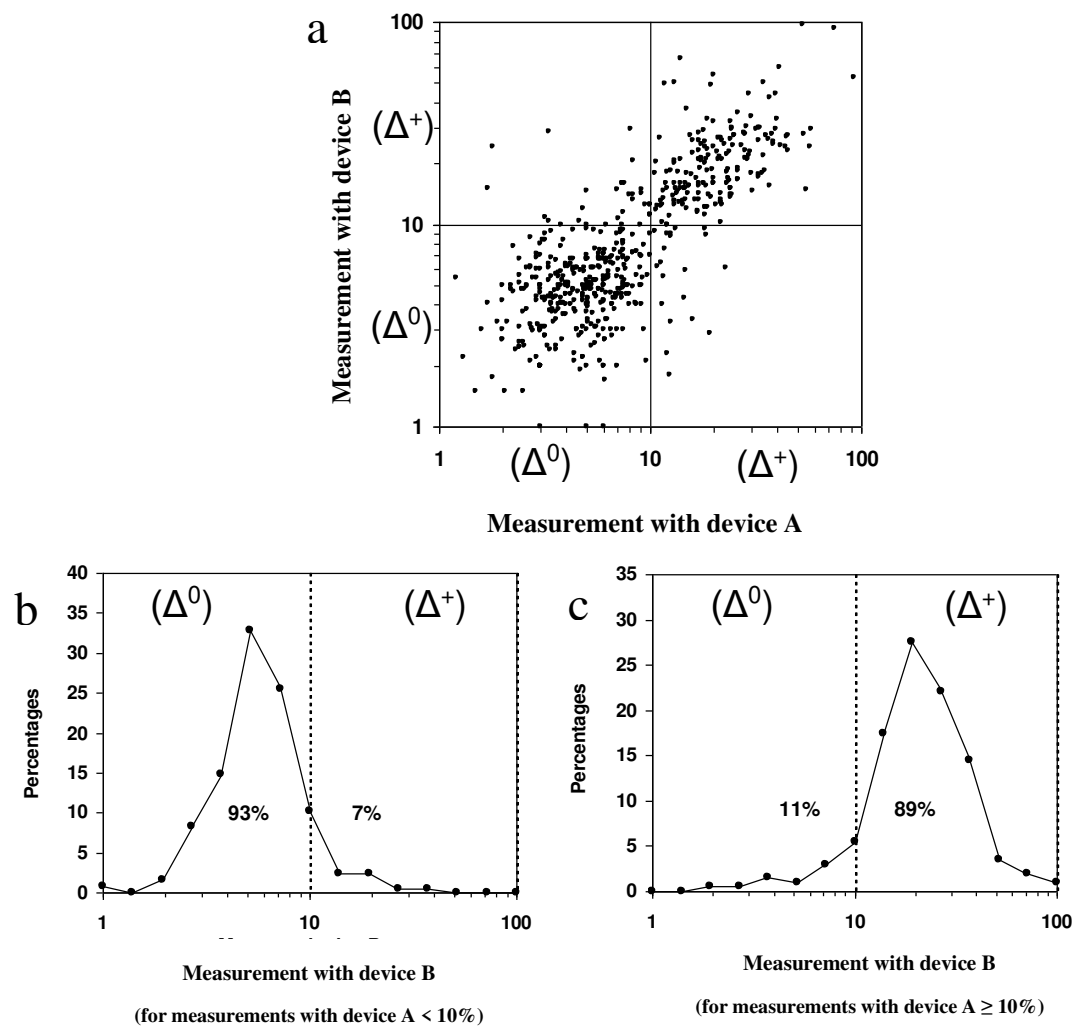 a
100
10
1
Measurement with device B
(Δ⁺)
(Δ⁰)
1
10
100
(Δ⁰)
(Δ⁺)
Measurement with device A
b
40
35
30
25
20
15
10
5
0
Percentages
(Δ⁰)
(Δ⁺)
93%
7%
1
10
100
Measurement with device B
(for measurements with device A < 10%)
c
35
30
25
20
15
10
5
0
Percentages
(Δ⁰)
(Δ⁺)
11%
89%
1
10
100
Measurement with device B
(for measurements with device A ≥ 10%)